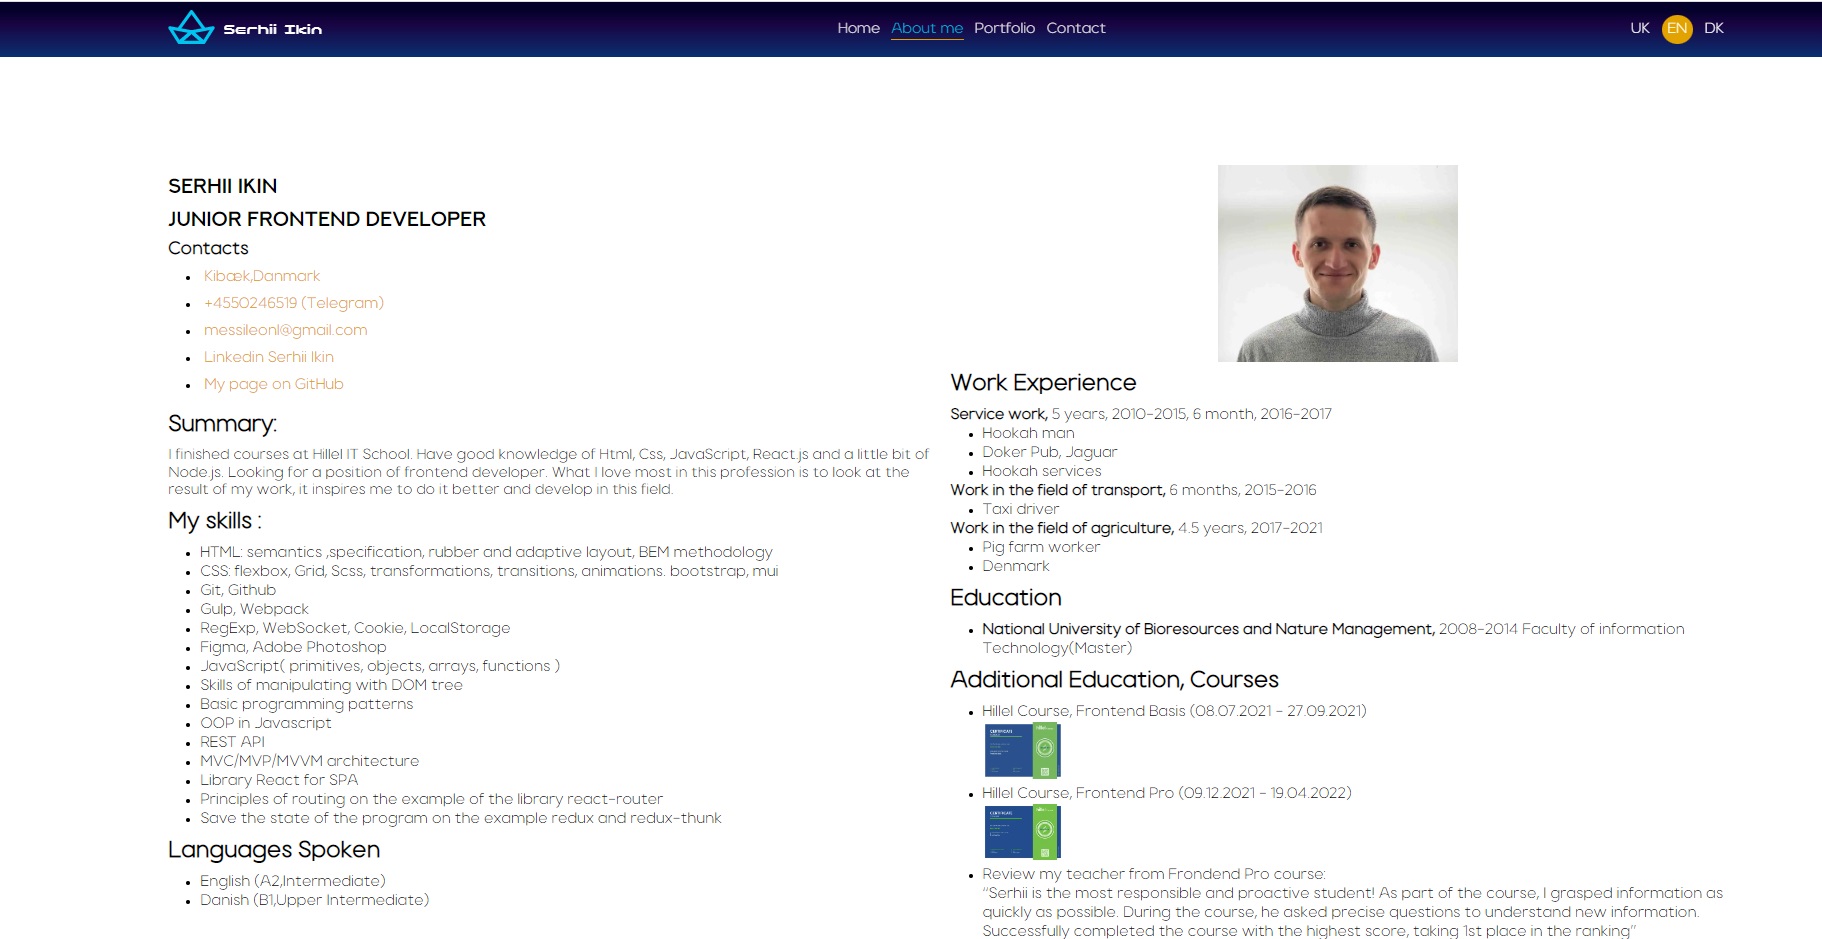 Serhii Ikin
Home About me Portfolio Contact
UK EN DK
SERHII IKIN
JUNIOR FRONTEND DEVELOPER
Contacts
Kibæk,Danmark
+4550246519 (Telegram)
messileonl@gmail.com
Linkedin Serhii Ikin
My page on GitHub
Summary:
I finished courses at Hillel IT School. Have good knowledge of Html, Css, JavaScript, React.js and a little bit of
Node.js. Looking for a position of frontend developer. What I love most in this profession is to look at the
result of my work, it inspires me to do it better and develop in this field.
My skills :
HTML: semantics ,specification, rubber and adaptive layout, BEM methodology
CSS: flexbox, Grid, Scss, transformations, transitions, animations. bootstrap, mui
Git, Github
Gulp, Webpack
RegExp, WebSocket, Cookie, LocalStorage
Figma, Adobe Photoshop
JavaScript( primitives, objects, arrays, functions )
Skills of manipulating with DOM tree
Basic programming patterns
OOP in Javascript
REST API
MVC/MVP/MVVM architecture
Library React for SPA
Principles of routing on the example of the library react-router
Save the state of the program on the example redux and redux-thunk
Languages Spoken
English (A2,Intermediate)
Danish (B1,Upper Intermediate)
Work Experience
Service work, 5 years, 2010-2015, 6 month, 2016-2017
Hookah man
Doker Pub, Jaguar
Hookah services
Work in the field of transport, 6 months, 2015-2016
Taxi driver
Work in the field of agriculture, 4.5 years, 2017-2021
Pig farm worker
Denmark
Education
National University of Bioresources and Nature Management, 2008-2014 Faculty of information
Technology(Master)
Additional Education, Courses
Hillel Course, Frontend Basis (08.07.2021 - 27.09.2021)
CERTIFICATE
Hillel Course, Frontend Pro (09.12.2021 - 19.04.2022)
CERTIFICATE
Review my teacher from Frondend Pro course:
“Serhii is the most responsible and proactive student! As part of the course, I grasped information as
quickly as possible. During the course, he asked precise questions to understand new information.
Successfully completed the course with the highest score, taking 1st place in the ranking”